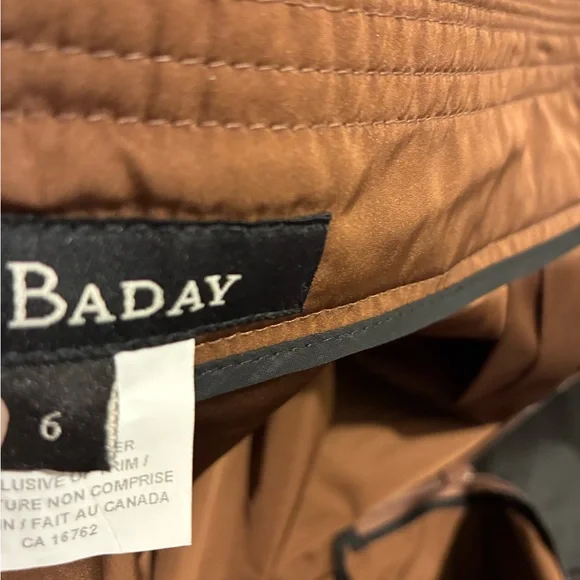 BADAY
6
ER
LUSIVE OF TRIM /
TURE NON COMPRISE
N / FAIT AU CANADA
CA 16762